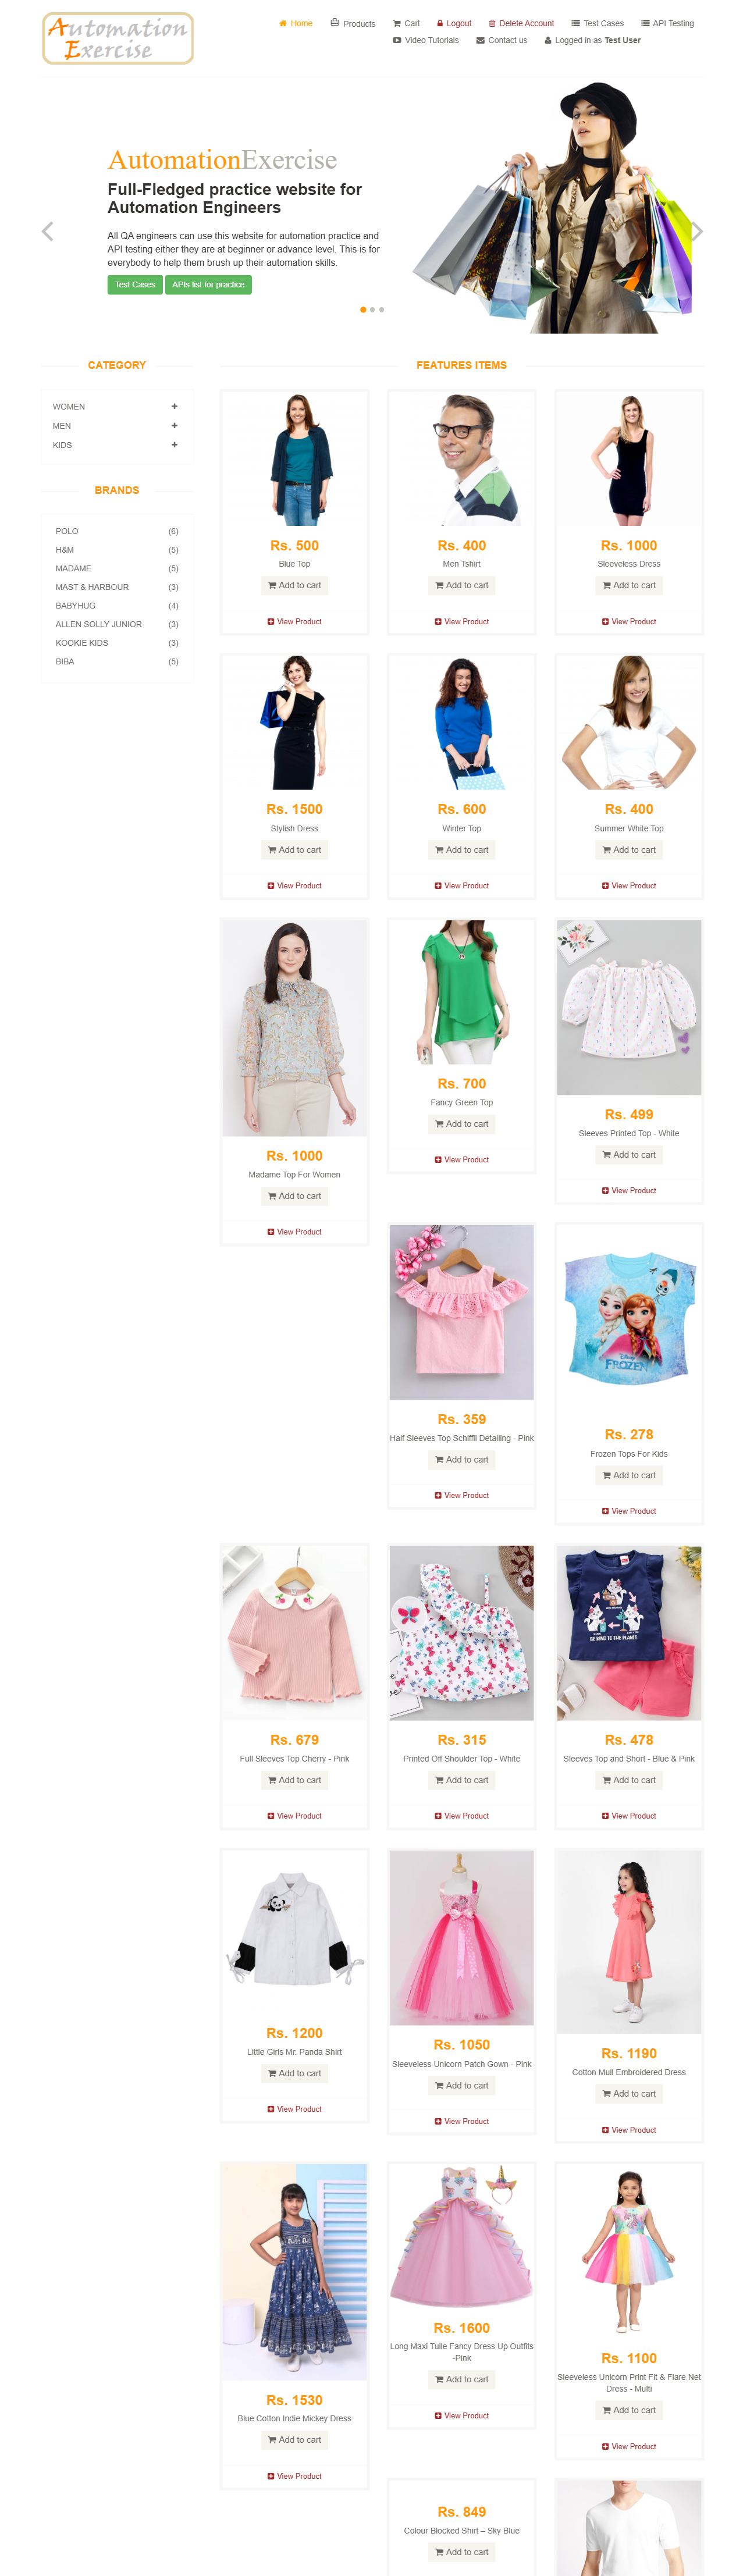 Automation
Exercise
Home
Products
Cart
Logout
Delete Account
Test Cases
API Testing
Video Tutorials
Contact us
Logged in as Test User
AutomationExercise
Full-Fledged practice website for
Automation Engineers
All QA engineers can use this website for automation practice and
API testing either they are at beginner or advance level. This is for
everybody to help them brush up their automation skills.
Test Cases
APIs list for practice
CATEGORY
WOMEN
MEN
KIDS
BRANDS
POLO (6)
H&M (5)
MADAME (5)
MAST & HARBOUR (3)
BABYHUG (4)
ALLEN SOLLY JUNIOR (3)
KOOKIE KIDS (3)
BIBA (5)
FEATURES ITEMS
Rs. 500
Blue Top
Add to cart
View Product
Rs. 400
Men Tshirt
Add to cart
View Product
Rs. 1000
Sleeveless Dress
Add to cart
View Product
Rs. 1500
Stylish Dress
Add to cart
View Product
Rs. 600
Winter Top
Add to cart
View Product
Rs. 400
Summer White Top
Add to cart
View Product
Rs. 1000
Madame Top For Women
Add to cart
View Product
Rs. 700
Fancy Green Top
Add to cart
View Product
Rs. 499
Sleeves Printed Top - White
Add to cart
View Product
Rs. 359
Half Sleeves Top Schiffli Detailing - Pink
Add to cart
View Product
Disney
FROZEN
Rs. 278
Frozen Tops For Kids
Add to cart
View Product
Rs. 679
Full Sleeves Top Cherry - Pink
Add to cart
View Product
Rs. 315
Printed Off Shoulder Top - White
Add to cart
View Product
BE KIND TO THE PLANET
Rs. 478
Sleeves Top and Short - Blue & Pink
Add to cart
View Product
Rs. 1200
Little Girls Mr. Panda Shirt
Add to cart
View Product
Rs. 1050
Sleeveless Unicorn Patch Gown - Pink
Add to cart
View Product
Rs. 1190
Cotton Mull Embroidered Dress
Add to cart
View Product
Rs. 1530
Blue Cotton Indie Mickey Dress
Add to cart
View Product
Rs. 1600
Long Maxi Tulle Fancy Dress Up Outfits
-Pink
Add to cart
View Product
Rs. 1100
Sleeveless Unicorn Print Fit & Flare Net
Dress - Multi
Add to cart
View Product
Rs. 849
Colour Blocked Shirt – Sky Blue
Add to cart